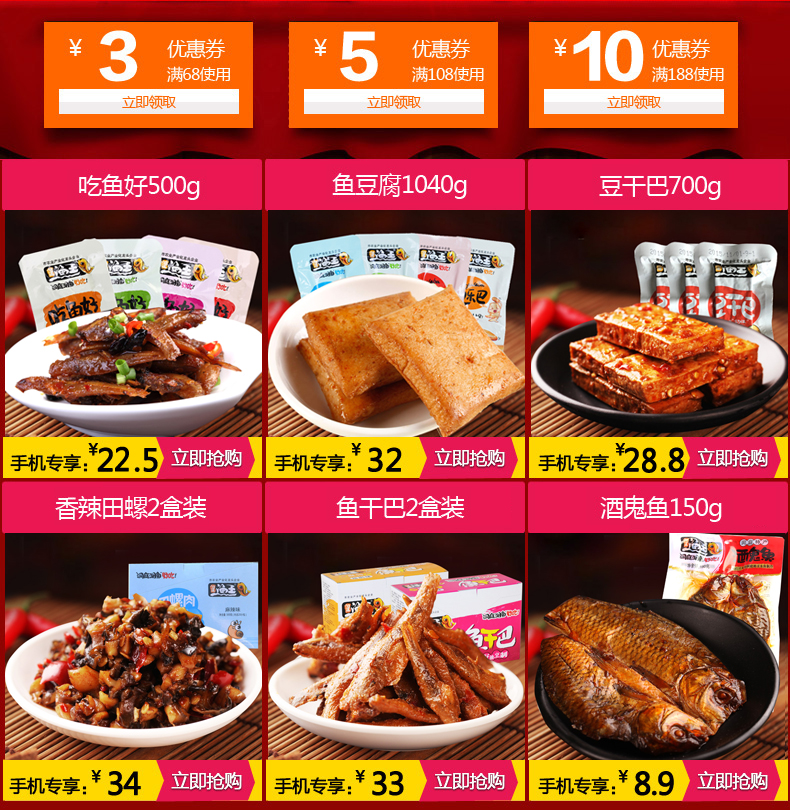 ¥ 3 优惠券
满68使用
立即领取
¥ 5 优惠券
满108使用
立即领取
¥ 10 优惠券
满188使用
立即领取
吃鱼好500g
鱼豆腐1040g
豆干巴700g
手机专享:¥22.5 立即抢购
手机专享:¥32 立即抢购
手机专享:¥28.8 立即抢购
香辣田螺2盒装
鱼干巴2盒装
酒鬼鱼150g
鱼干巴
手机专享:¥34 立即抢购
手机专享:¥33 立即抢购
手机专享:¥8.9 立即抢购